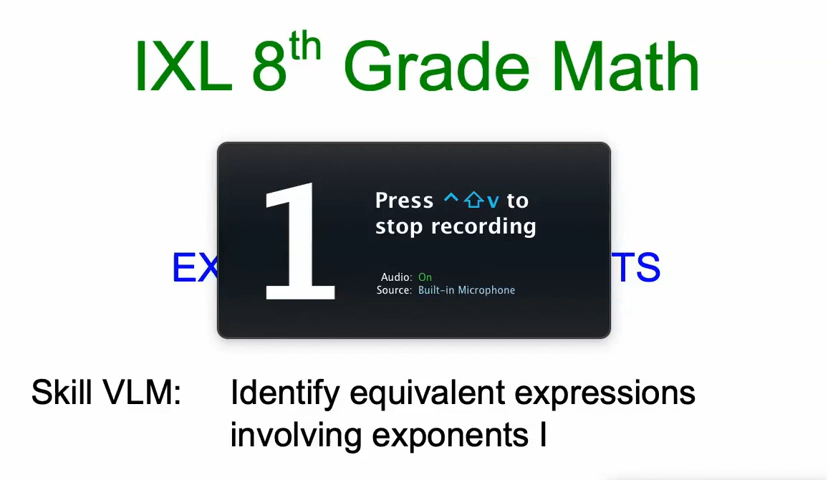 IXL 8th Grade Math
1
Press ^⇧v to
stop recording
Audio: On
Source: Built-in Microphone
Skill VLM: Identify equivalent expressions
involving exponents I